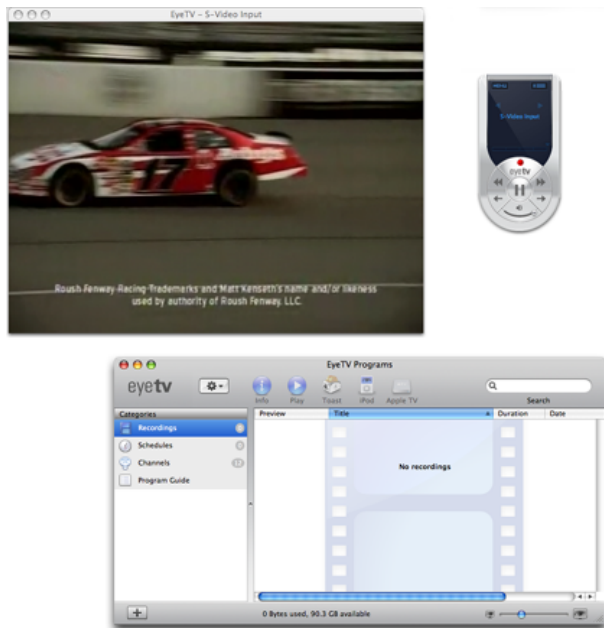 EyeTV – S-Video Input
17
Roush Fenway Racing Trademarks and Matt Kenseth's name and/or likeness
used by authority of Roush Fenway, LLC.
MENU
S-Video Input
eyetv
EyeTV Programs
eyetv
Info
Play
Toast
iPod
Apple TV
Search
Categories
Preview
Title
Duration
Date
Recordings
Schedules
Channels
Program Guide
No recordings
0 Bytes used, 90.3 GB available